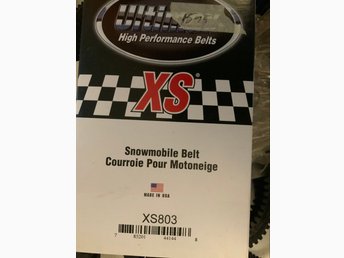 High Performance Belts
XS®
Snowmobile Belt
Courroie Pour Motoneige
MADE IN USA
XS803